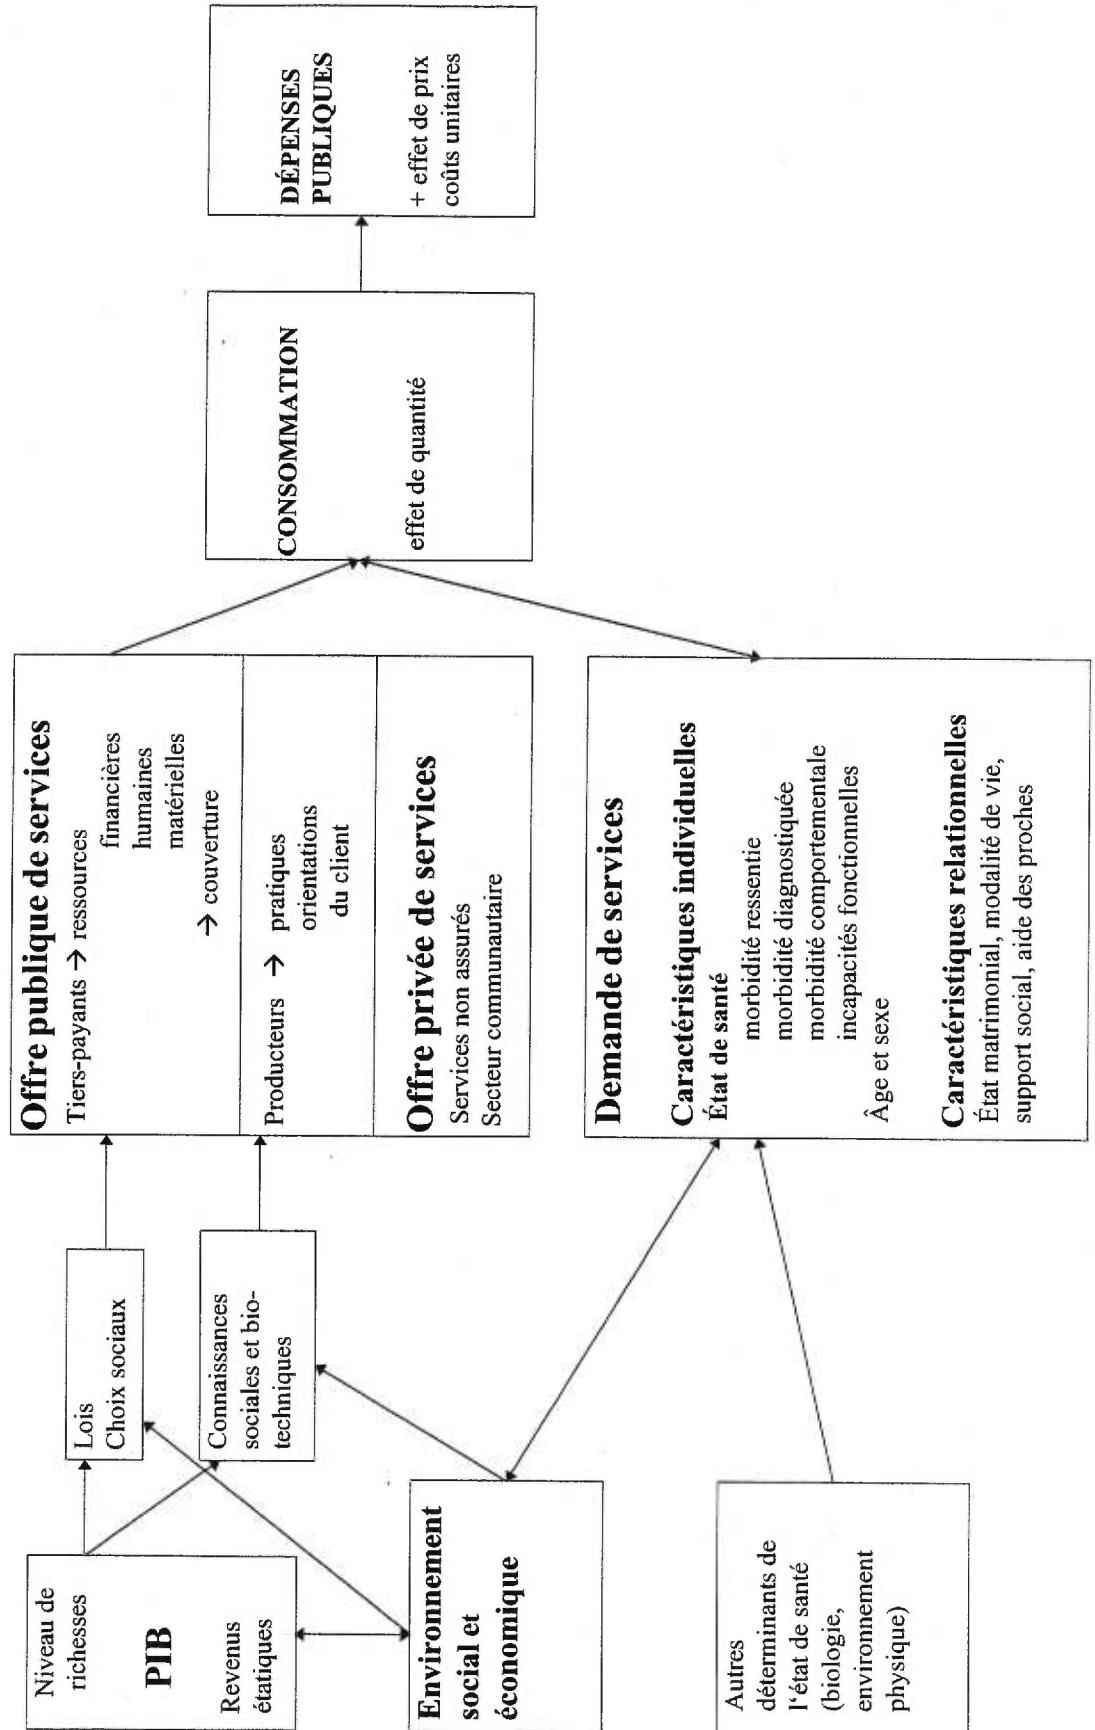 Niveau de
richesses
PIB
Revenus
étatiques
Environnement
social et
économique
Autres
déterminants de
l'état de santé
(biologie,
environnement
physique)
Lois
Choix sociaux
Connaissances
sociales et bio-
techniques
Offre publique de services
Tiers-payants → ressources
financières
humaines
matérielles
→ couverture
Producteurs → pratiques
orientations
du client
Offre privée de services
Services non assurés
Secteur communautaire
Demande de services
Caractéristiques individuelles
État de santé
morbidité ressentie
morbidité diagnostiquée
morbidité comportementale
incapacités fonctionnelles
Âge et sexe
Caractéristiques relationnelles
État matrimonial, modalité de vie,
support social, aide des proches
CONSOMMATION
effet de quantité
DÉPENSES
PUBLIQUES
+ effet de prix
coûts unitaires